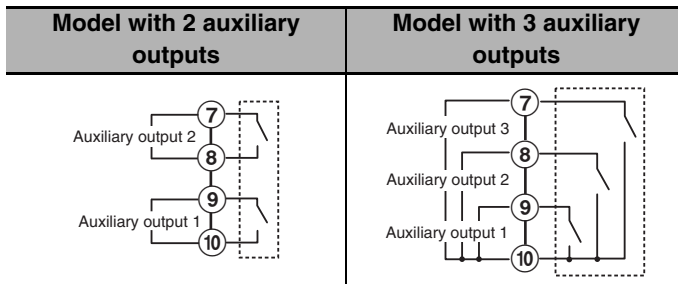 Model with 2 auxiliary
outputs
Model with 3 auxiliary
outputs
7
Auxiliary output 2
8
9
Auxiliary output 1
10
7
Auxiliary output 3
8
Auxiliary output 2
9
Auxiliary output 1
10